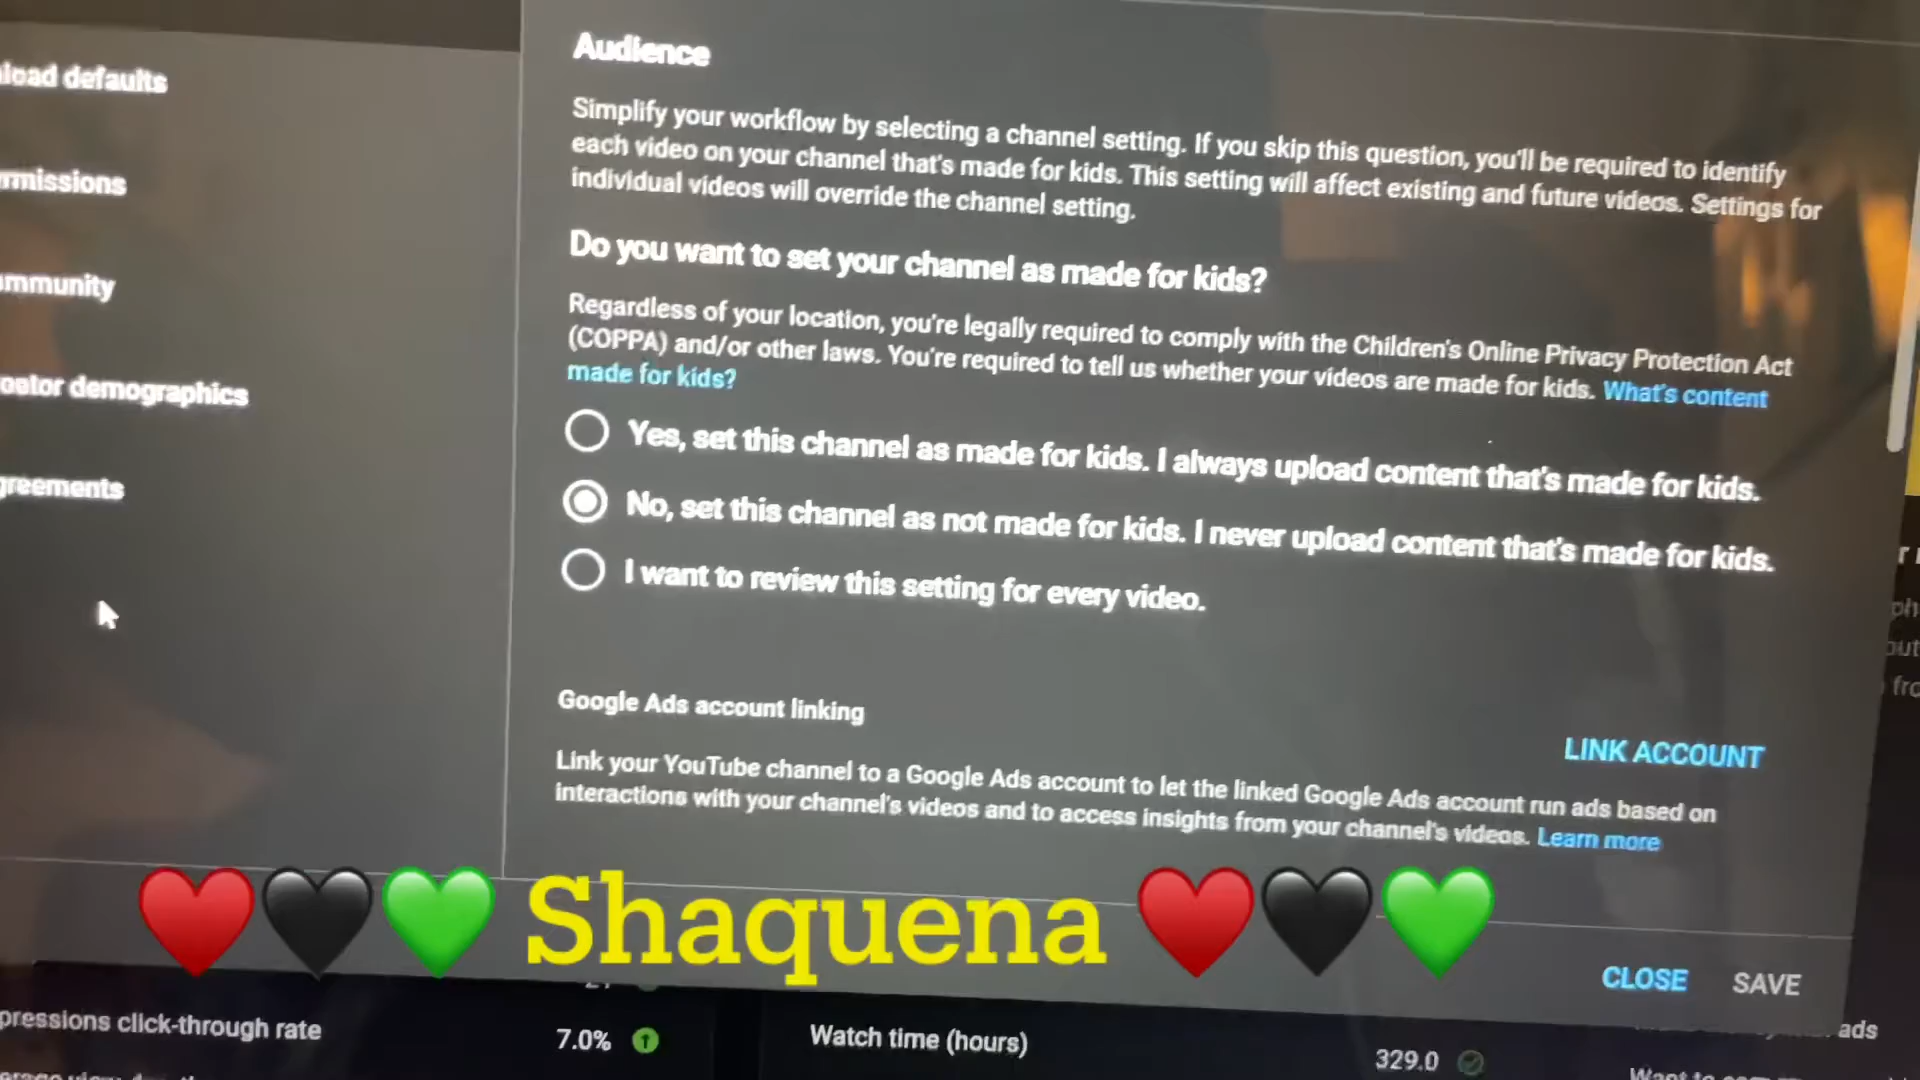 Audience
Simplify your workflow by selecting a channel setting. If you skip this question, you'll be required to identify
each video on your channel that's made for kids. This setting will affect existing and future videos. Settings for
individual videos will override the channel setting.
Do you want to set your channel as made for kids?
Regardless of your location, you're legally required to comply with the Children's Online Privacy Protection Act
(COPPA) and/or other laws. You're required to tell us whether your videos are made for kids. What's content
made for kids?
Yes, set this channel as made for kids. I always upload content that's made for kids.
No, set this channel as not made for kids. I never upload content that's made for kids.
I want to review this setting for every video.
load defaults
rmissions
mmunity
eator demographics
greements
Google Ads account linking
LINK ACCOUNT
Link your YouTube channel to a Google Ads account to let the linked Google Ads account run ads based on
interactions with your channel's videos and to access insights from your channel's videos. Learn more
❤️🖤💚 Shaquena ❤️🖤💚
CLOSE SAVE
pressions click-through rate 7.0%
Watch time (hours) 329.0
ads